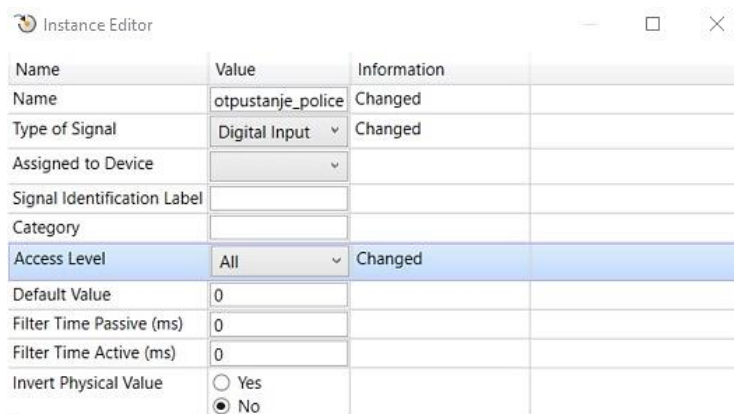 Instance Editor
Name Value Information
Name otpustanje_police Changed
Type of Signal Digital Input Changed
Assigned to Device
Signal Identification Label
Category
Access Level All Changed
Default Value 0
Filter Time Passive (ms) 0
Filter Time Active (ms) 0
Invert Physical Value Yes
No